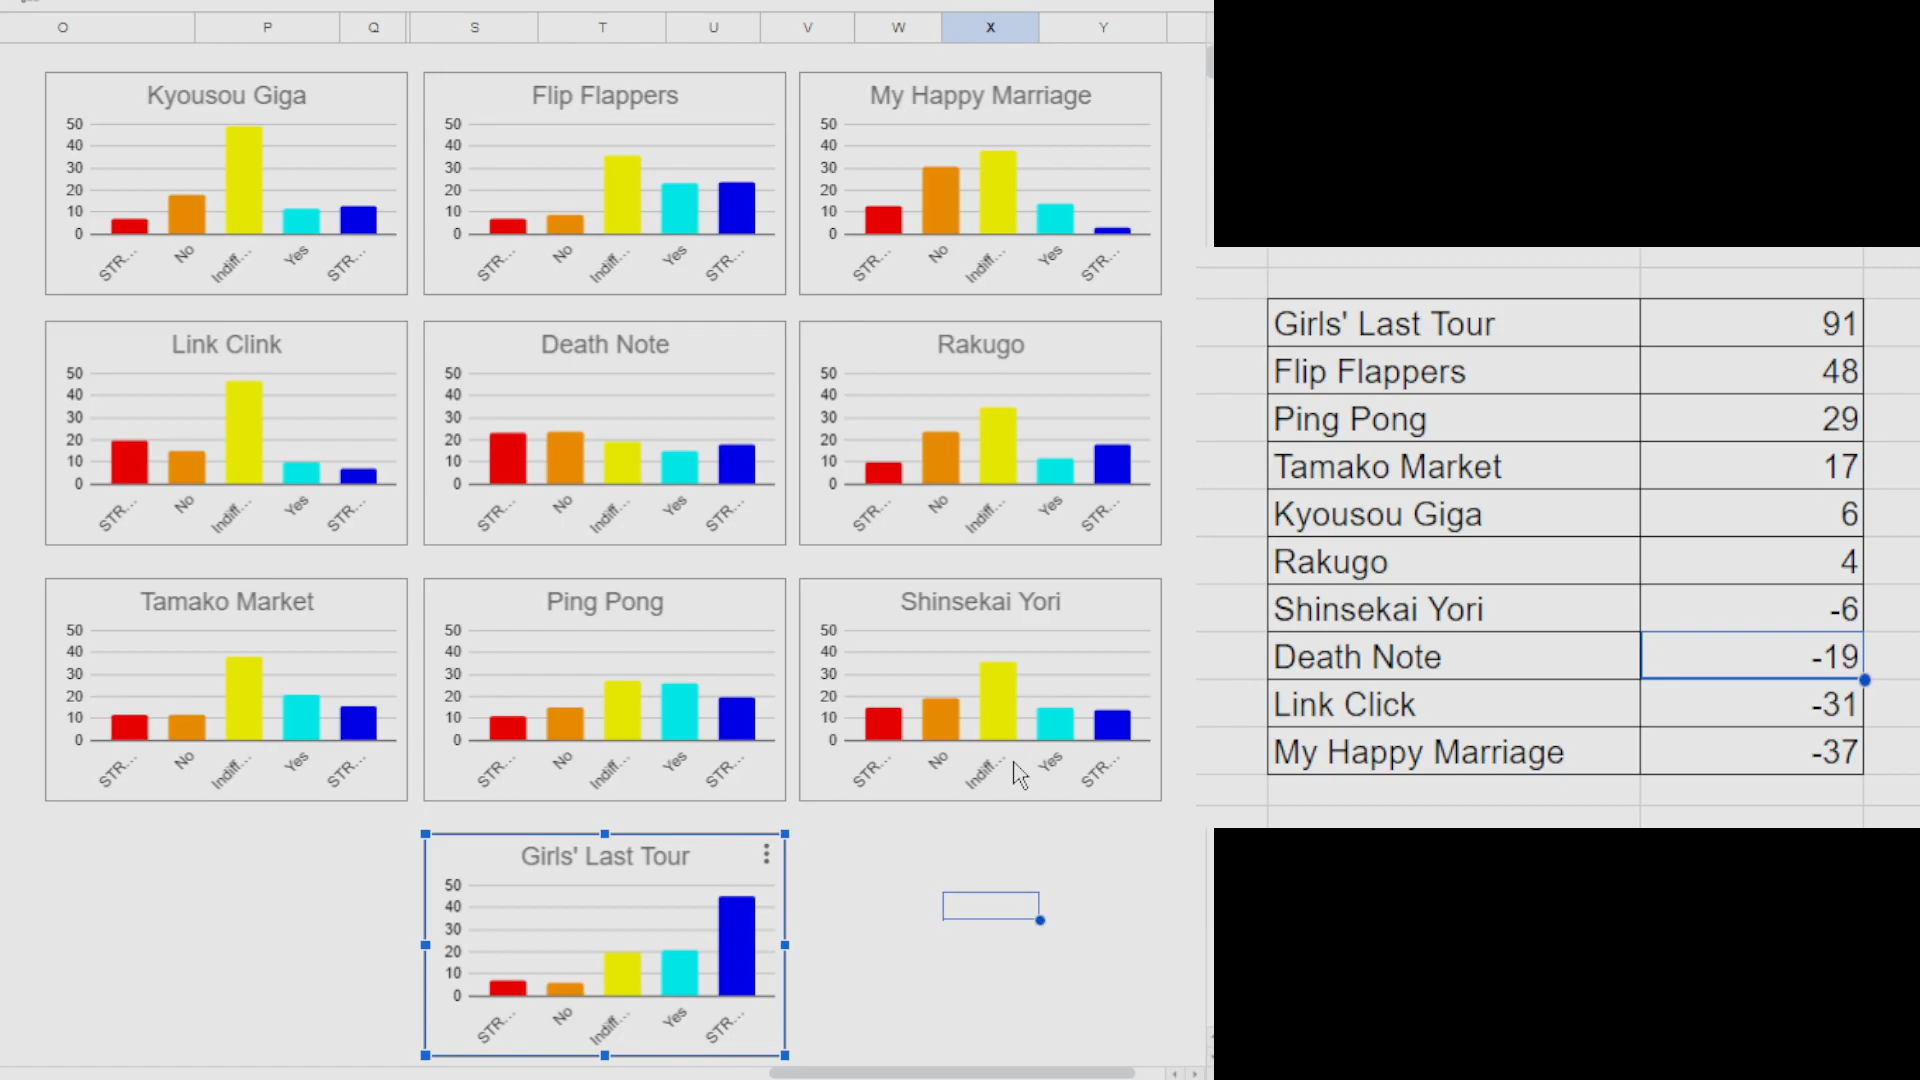 O P Q S T U V W X Y
Kyousou Giga
50
40
30
20
10
0
STR... No Indiff... Yes STR...
Flip Flappers
50
40
30
20
10
0
STR... No Indiff... Yes STR...
My Happy Marriage
50
40
30
20
10
0
STR... No Indiff... Yes STR...
Link Clink
50
40
30
20
10
0
STR... No Indiff... Yes STR...
Death Note
50
40
30
20
10
0
STR... No Indiff... Yes STR...
Rakugo
50
40
30
20
10
0
STR... No Indiff... Yes STR...
Tamako Market
50
40
30
20
10
0
STR... No Indiff... Yes STR...
Ping Pong
50
40
30
20
10
0
STR... No Indiff... Yes STR...
Shinsekai Yori
50
40
30
20
10
0
STR... No Indiff... Yes STR...
Girls' Last Tour
50
40
30
20
10
0
STR... No Indiff... Yes STR...
Girls' Last Tour 91
Flip Flappers 48
Ping Pong 29
Tamako Market 17
Kyousou Giga 6
Rakugo 4
Shinsekai Yori -6
Death Note -19
Link Click -31
My Happy Marriage -37